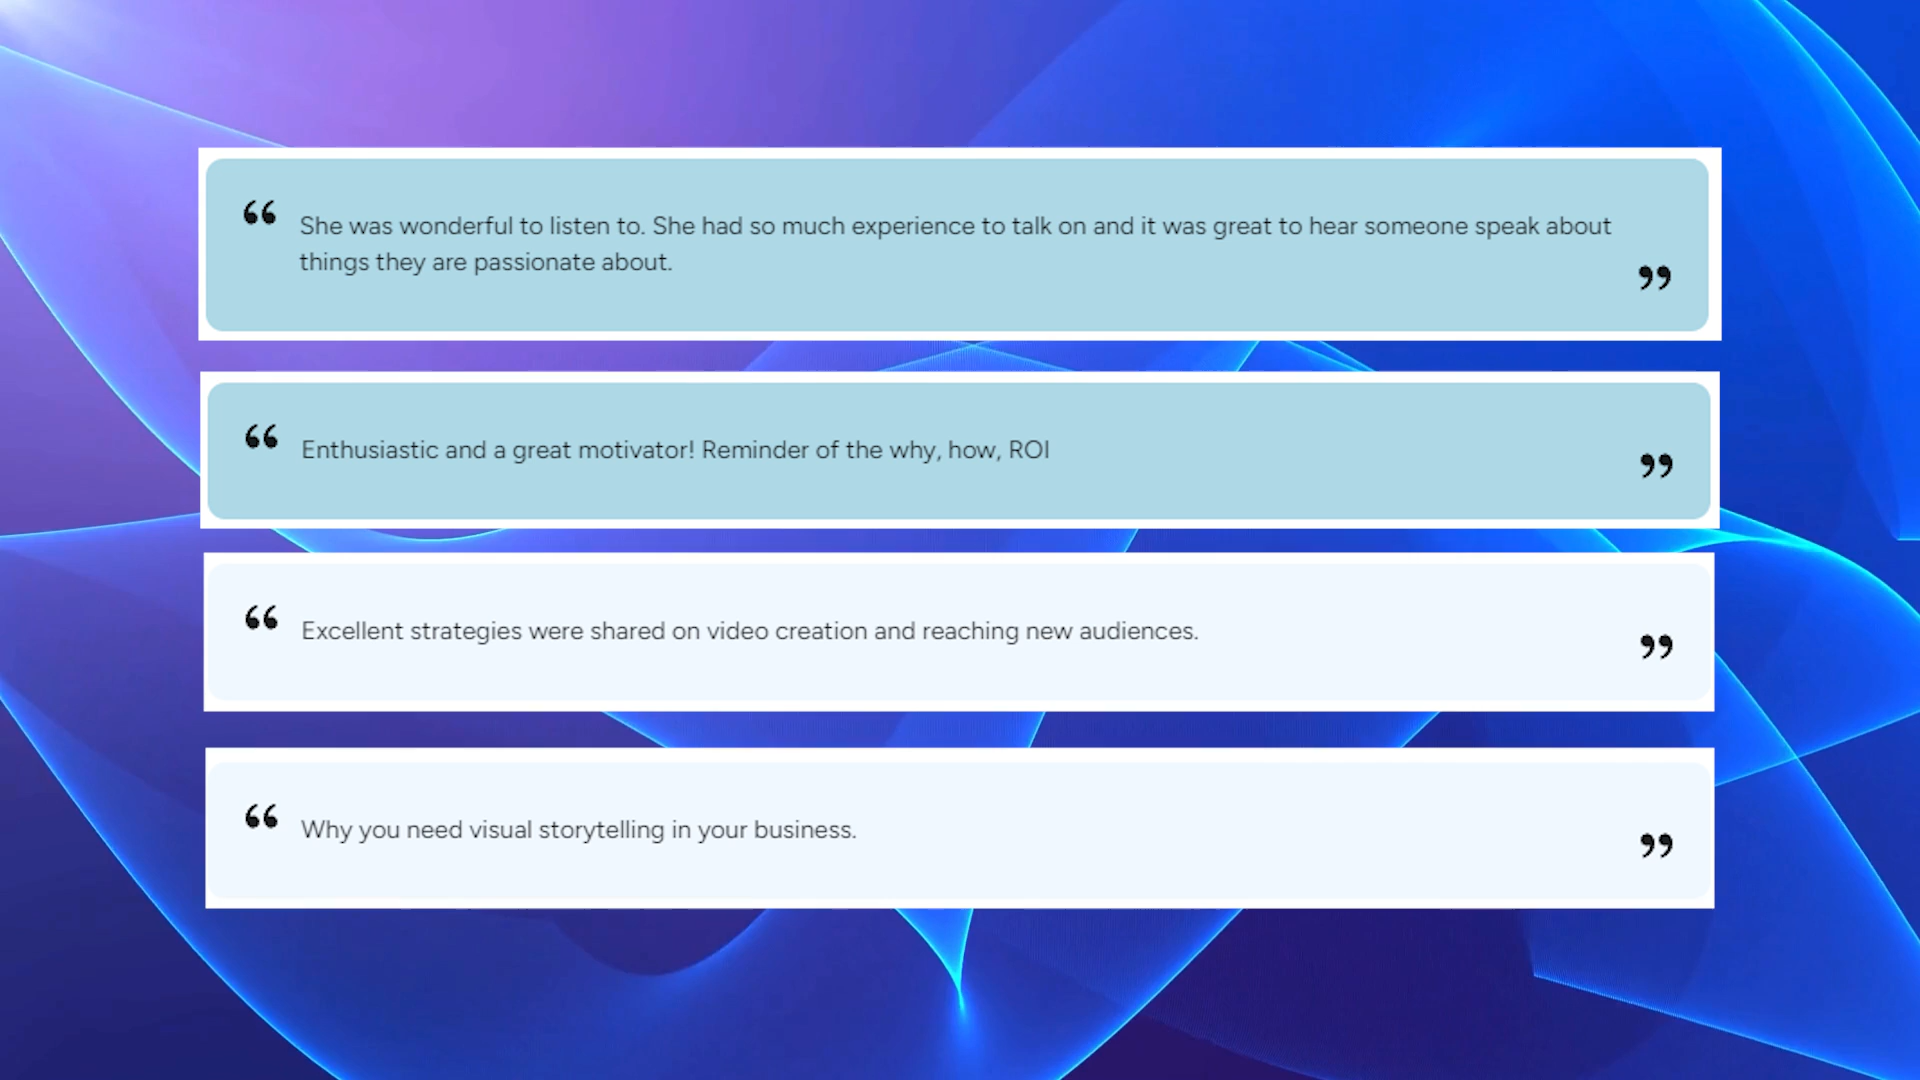 “ She was wonderful to listen to. She had so much experience to talk on and it was great to hear someone speak about
things they are passionate about. ”
“ Enthusiastic and a great motivator! Reminder of the why, how, ROI ”
“ Excellent strategies were shared on video creation and reaching new audiences. ”
“ Why you need visual storytelling in your business. ”